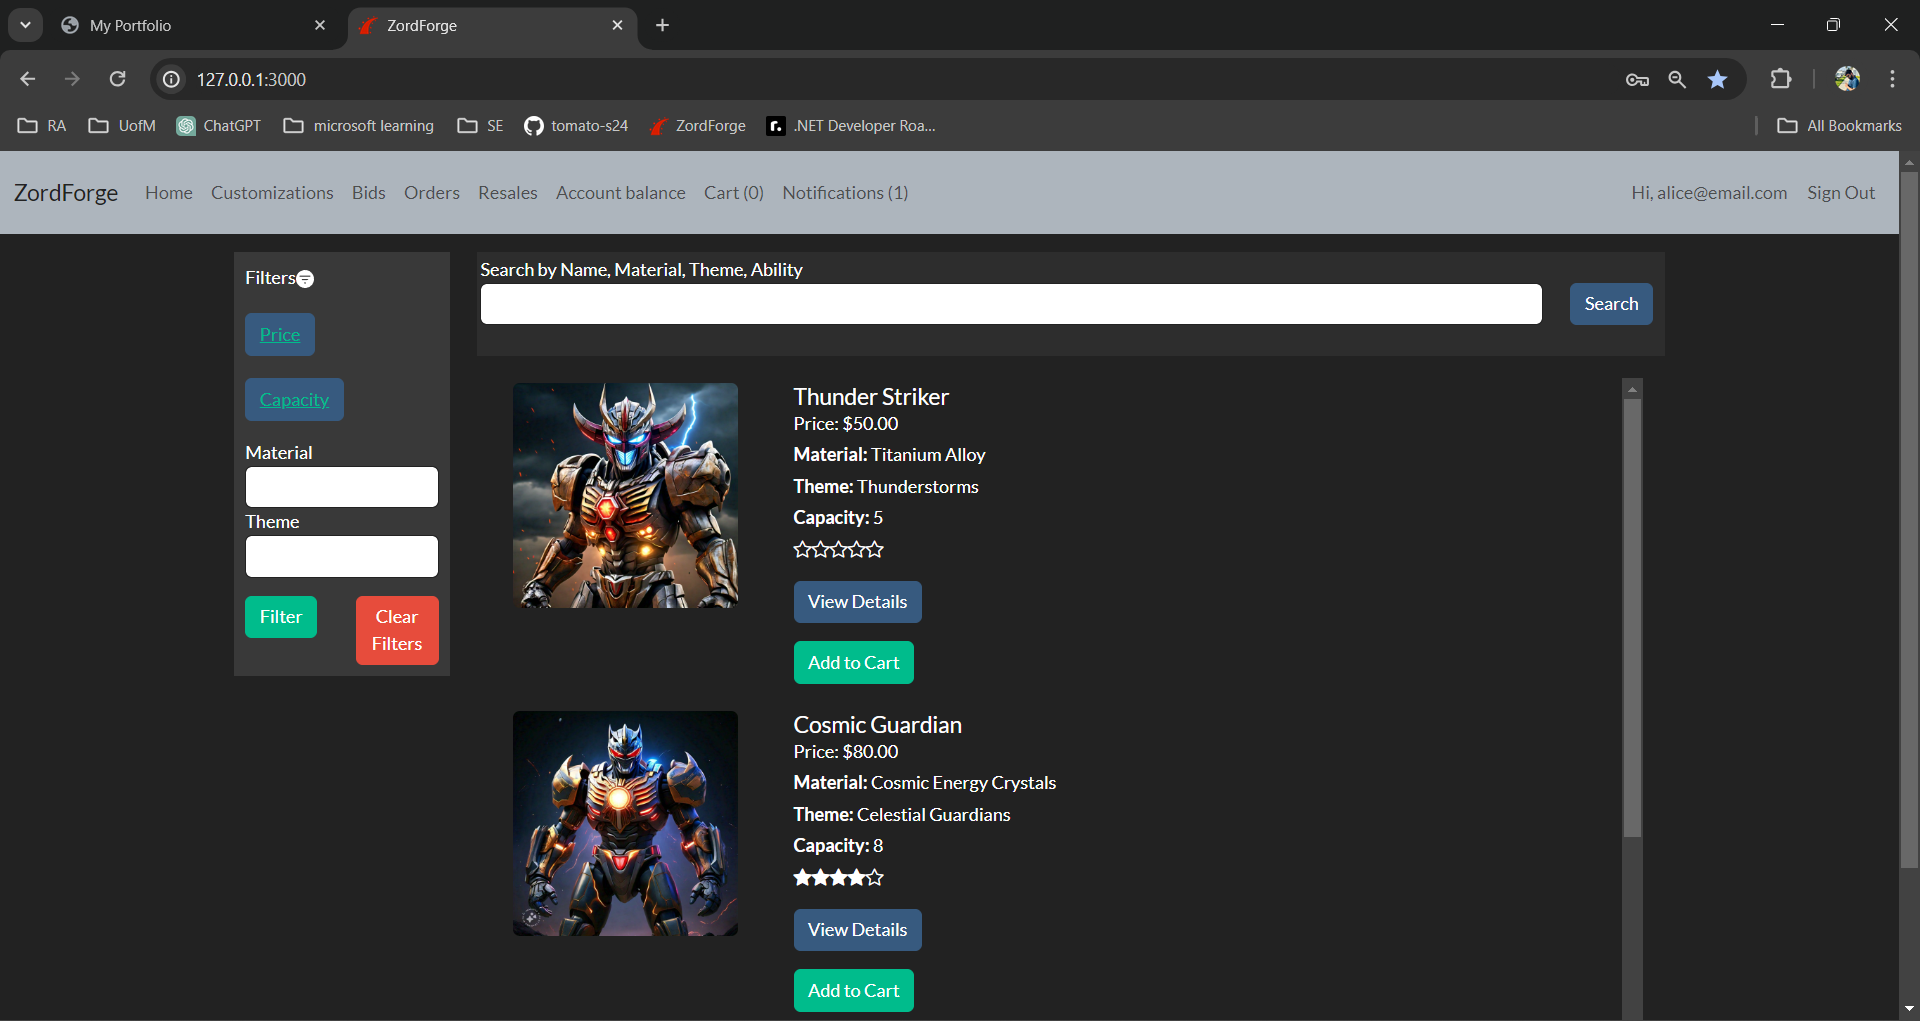 My Portfolio
ZordForge
127.0.0.1:3000
RA UofM ChatGPT microsoft learning SE tomato-s24 ZordForge .NET Developer Roa... All Bookmarks
ZordForge Home Customizations Bids Orders Resales Account balance Cart (0) Notifications (1) Hi, alice@email.com Sign Out
Filters
Price
Capacity
Material
Theme
Filter
Clear
Filters
Search by Name, Material, Theme, Ability
Search
Thunder Striker
Price: $50.00
Material: Titanium Alloy
Theme: Thunderstorms
Capacity: 5
View Details
Add to Cart
Cosmic Guardian
Price: $80.00
Material: Cosmic Energy Crystals
Theme: Celestial Guardians
Capacity: 8
View Details
Add to Cart